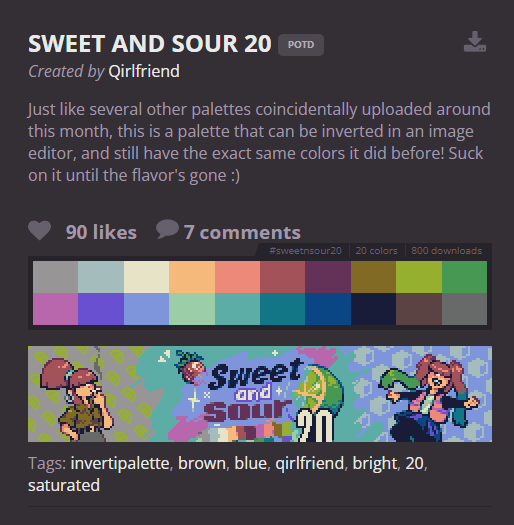 SWEET AND SOUR 20 POTD
Created by Qirlfriend
Just like several other palettes coincidentally uploaded around
this month, this is a palette that can be inverted in an image
editor, and still have the exact same colors it did before! Suck
on it until the flavor's gone :)
90 likes 7 comments
#sweetnsour20 20 colors 800 downloads
Sweet
and
Sour
20
Tags: invertipalette, brown, blue, qirlfriend, bright, 20,
saturated